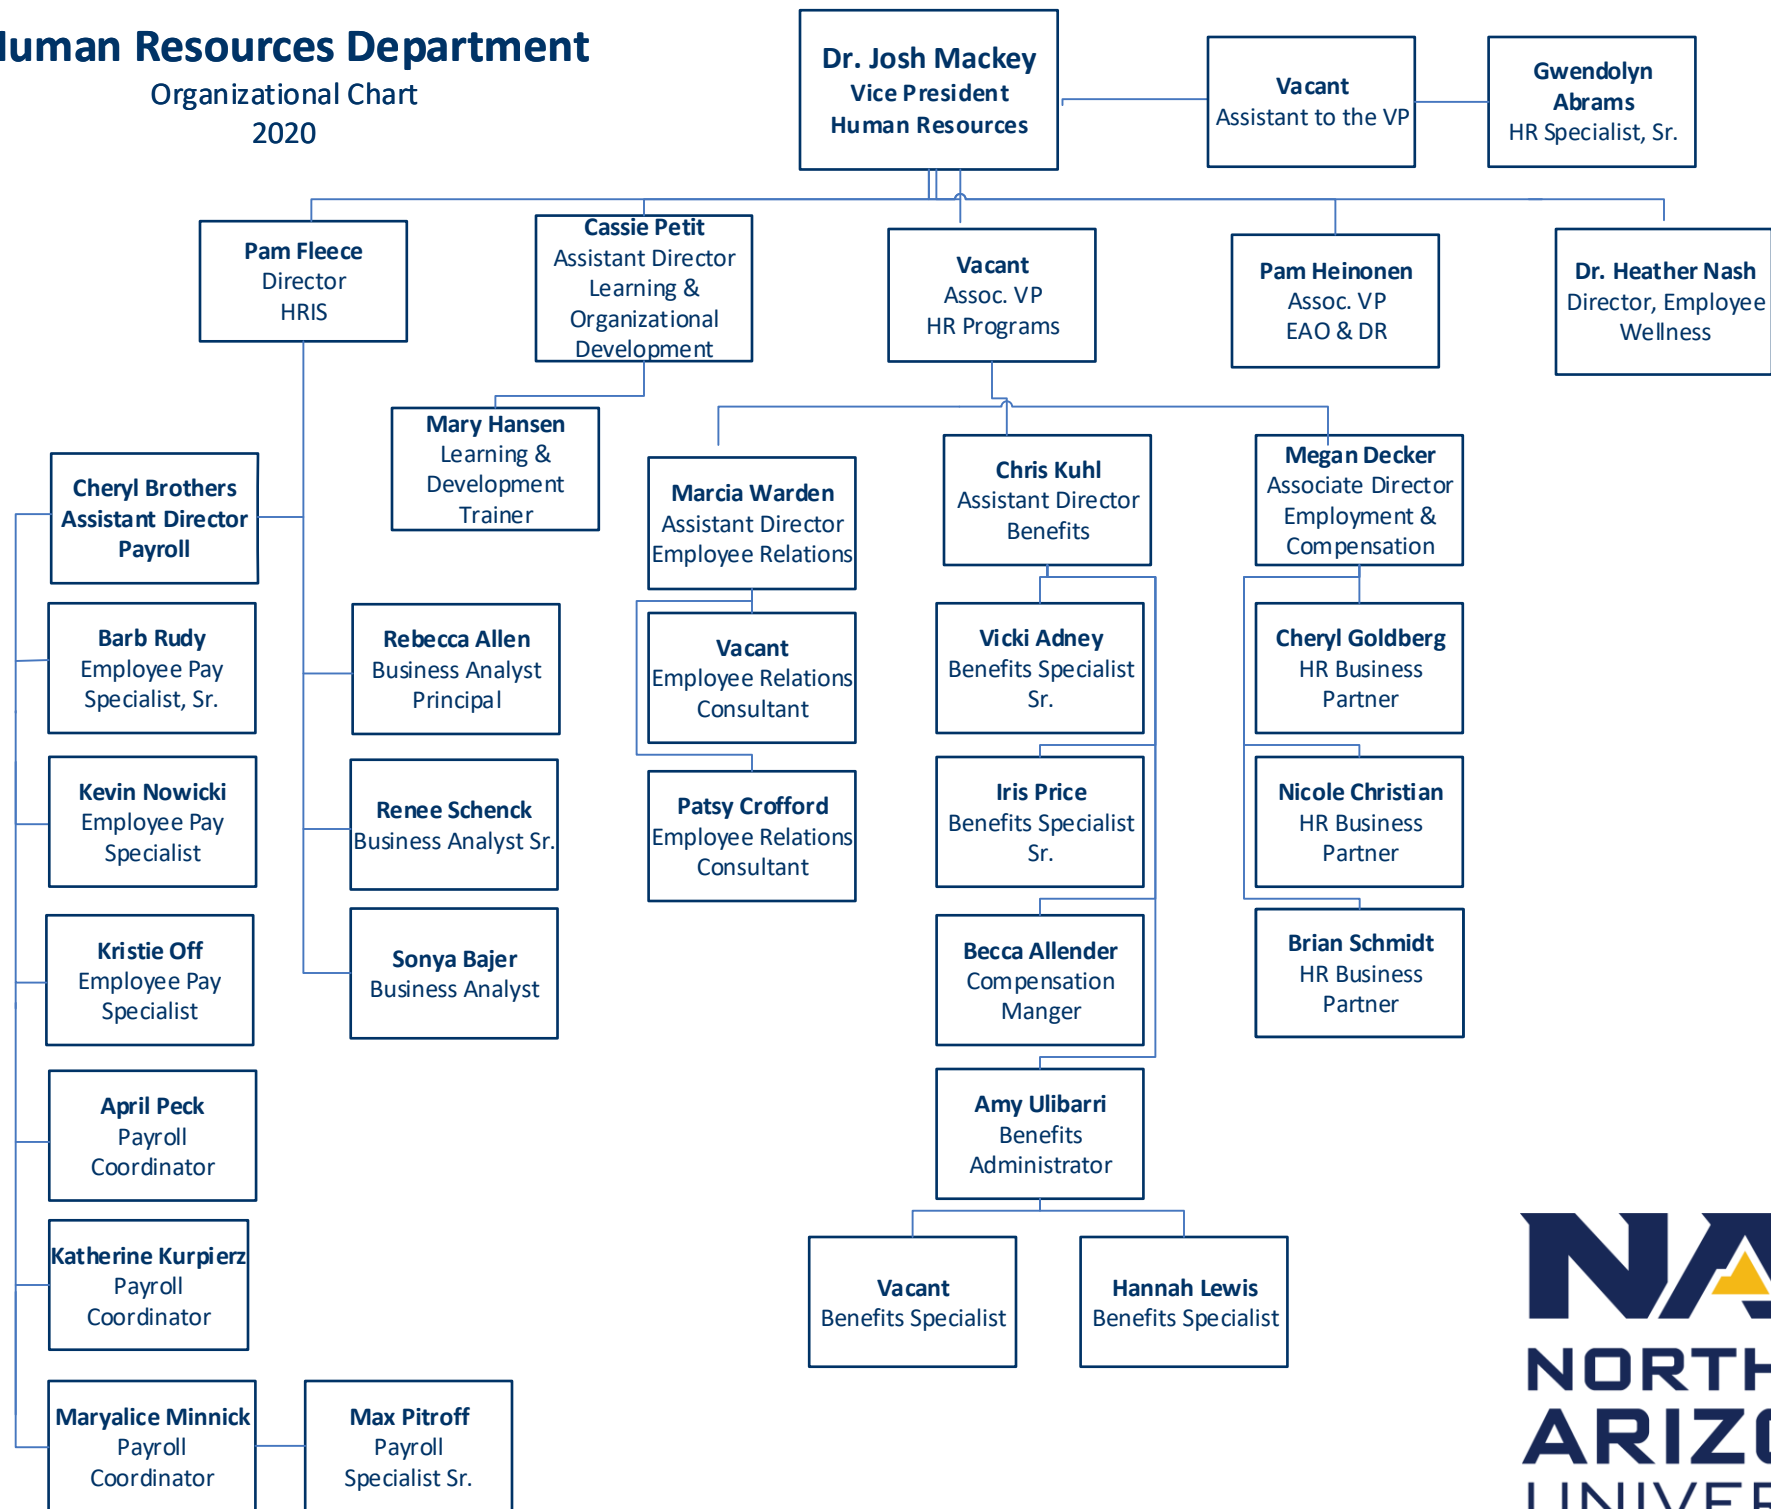 Human Resources Department
Organizational Chart
2020
Dr. Josh Mackey
Vice President
Human Resources
Vacant
Assistant to the VP
Gwendolyn
Abrams
HR Specialist, Sr.
Pam Fleece
Director
HRIS
Cassie Petit
Assistant Director
Learning &
Organizational
Development
Vacant
Assoc. VP
HR Programs
Pam Heinonen
Assoc. VP
EAO & DR
Dr. Heather Nash
Director, Employee
Wellness
Mary Hansen
Learning &
Development
Trainer
Cheryl Brothers
Assistant Director
Payroll
Marcia Warden
Assistant Director
Employee Relations
Chris Kuhl
Assistant Director
Benefits
Megan Decker
Associate Director
Employment &
Compensation
Barb Rudy
Employee Pay
Specialist, Sr.
Rebecca Allen
Business Analyst
Principal
Vacant
Employee Relations
Consultant
Vicki Adney
Benefits Specialist
Sr.
Cheryl Goldberg
HR Business
Partner
Kevin Nowicki
Employee Pay
Specialist
Renee Schenck
Business Analyst Sr.
Patsy Crofford
Employee Relations
Consultant
Iris Price
Benefits Specialist
Sr.
Nicole Christian
HR Business
Partner
Kristie Off
Employee Pay
Specialist
Sonya Bajer
Business Analyst
Becca Allender
Compensation
Manger
Brian Schmidt
HR Business
Partner
April Peck
Payroll
Coordinator
Amy Ulibarri
Benefits
Administrator
Katherine Kurpierz
Payroll
Coordinator
Vacant
Benefits Specialist
Hannah Lewis
Benefits Specialist
Maryalice Minnick
Payroll
Coordinator
Max Pitroff
Payroll
Specialist Sr.
NA
NORTH
ARIZO
UNIVER